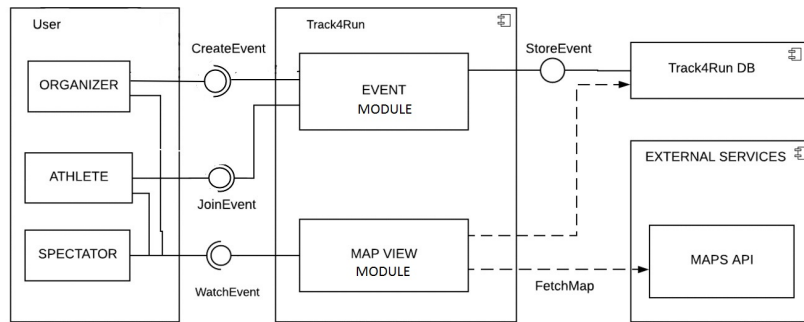 User
Track4Run
CreateEvent
StoreEvent
ORGANIZER
EVENT
MODULE
Track4Run DB
EXTERNAL SERVICES
ATHLETE
JoinEvent
SPECTATOR
MAP VIEW
MODULE
MAPS API
WatchEvent
FetchMap